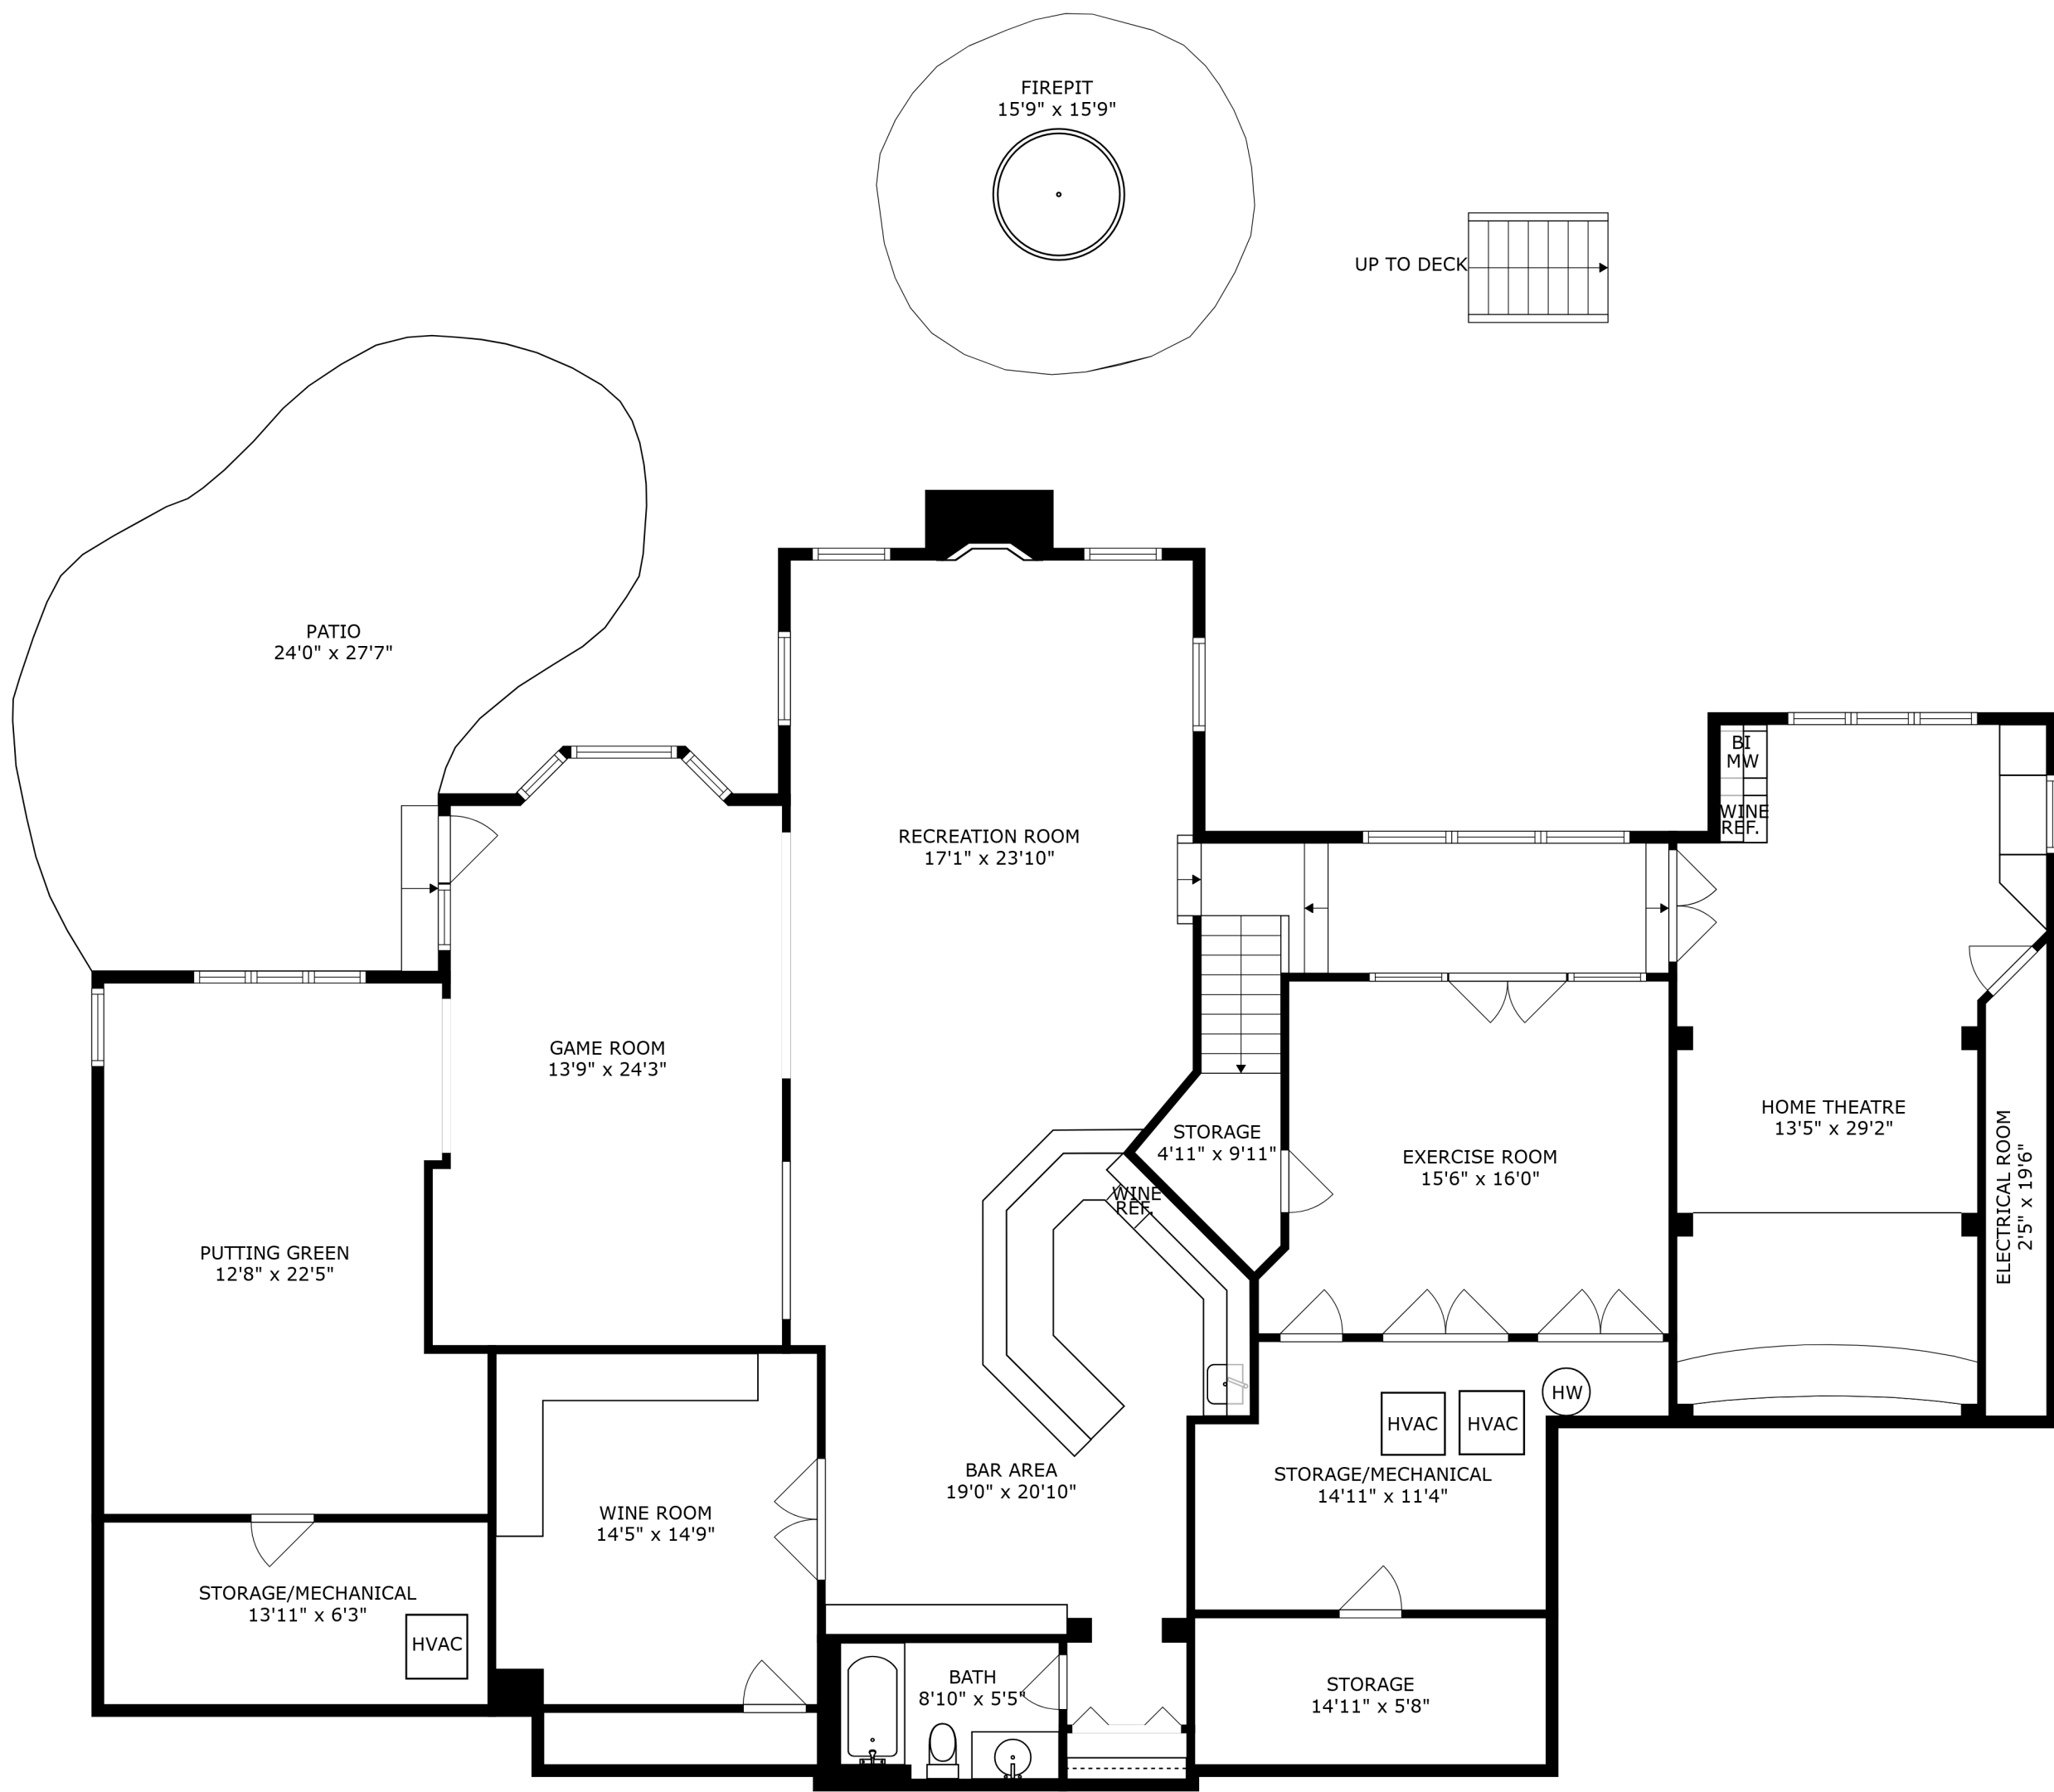 FIREPIT
15'9" x 15'9"
UP TO DECK
PATIO
24'0" x 27'7"
BI
MW
WINE
REF.
RECREATION ROOM
17'1" x 23'10"
GAME ROOM
13'9" x 24'3"
HOME THEATRE
13'5" x 29'2"
STORAGE
4'11" x 9'11"
EXERCISE ROOM
15'6" x 16'0"
ELECTRICAL ROOM
2'5" x 19'6"
WINE
REF.
PUTTING GREEN
12'8" x 22'5"
HW
HVAC
HVAC
BAR AREA
19'0" x 20'10"
STORAGE/MECHANICAL
14'11" x 11'4"
WINE ROOM
14'5" x 14'9"
STORAGE/MECHANICAL
13'11" x 6'3"
HVAC
BATH
8'10" x 5'5"
STORAGE
14'11" x 5'8"